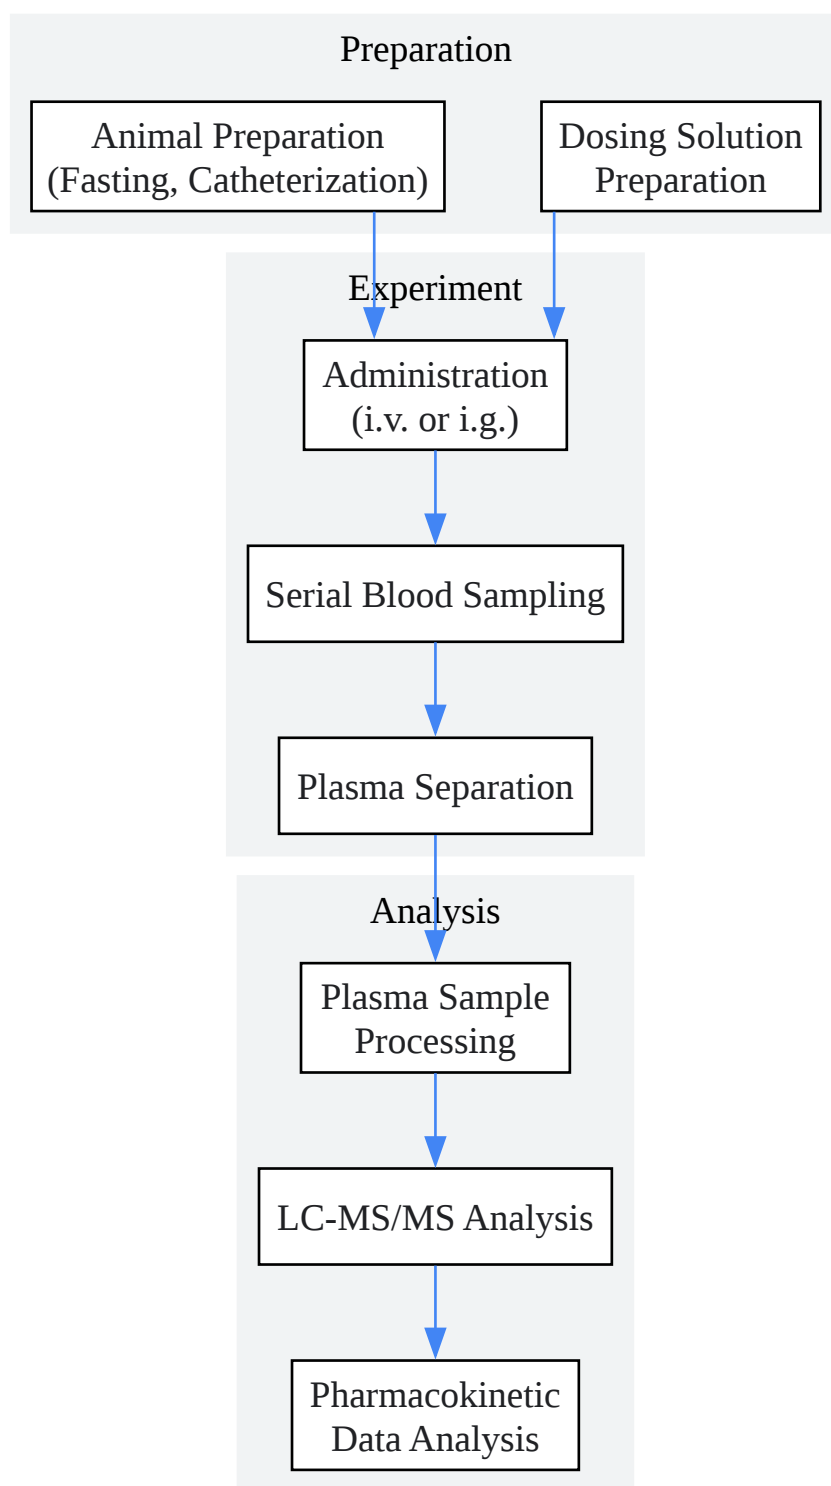 Preparation
Animal Preparation
(Fasting, Catheterization)
Dosing Solution
Preparation
Experiment
Administration
(i.v. or i.g.)
Serial Blood Sampling
Plasma Separation
Analysis
Plasma Sample
Processing
LC-MS/MS Analysis
Pharmacokinetic
Data Analysis